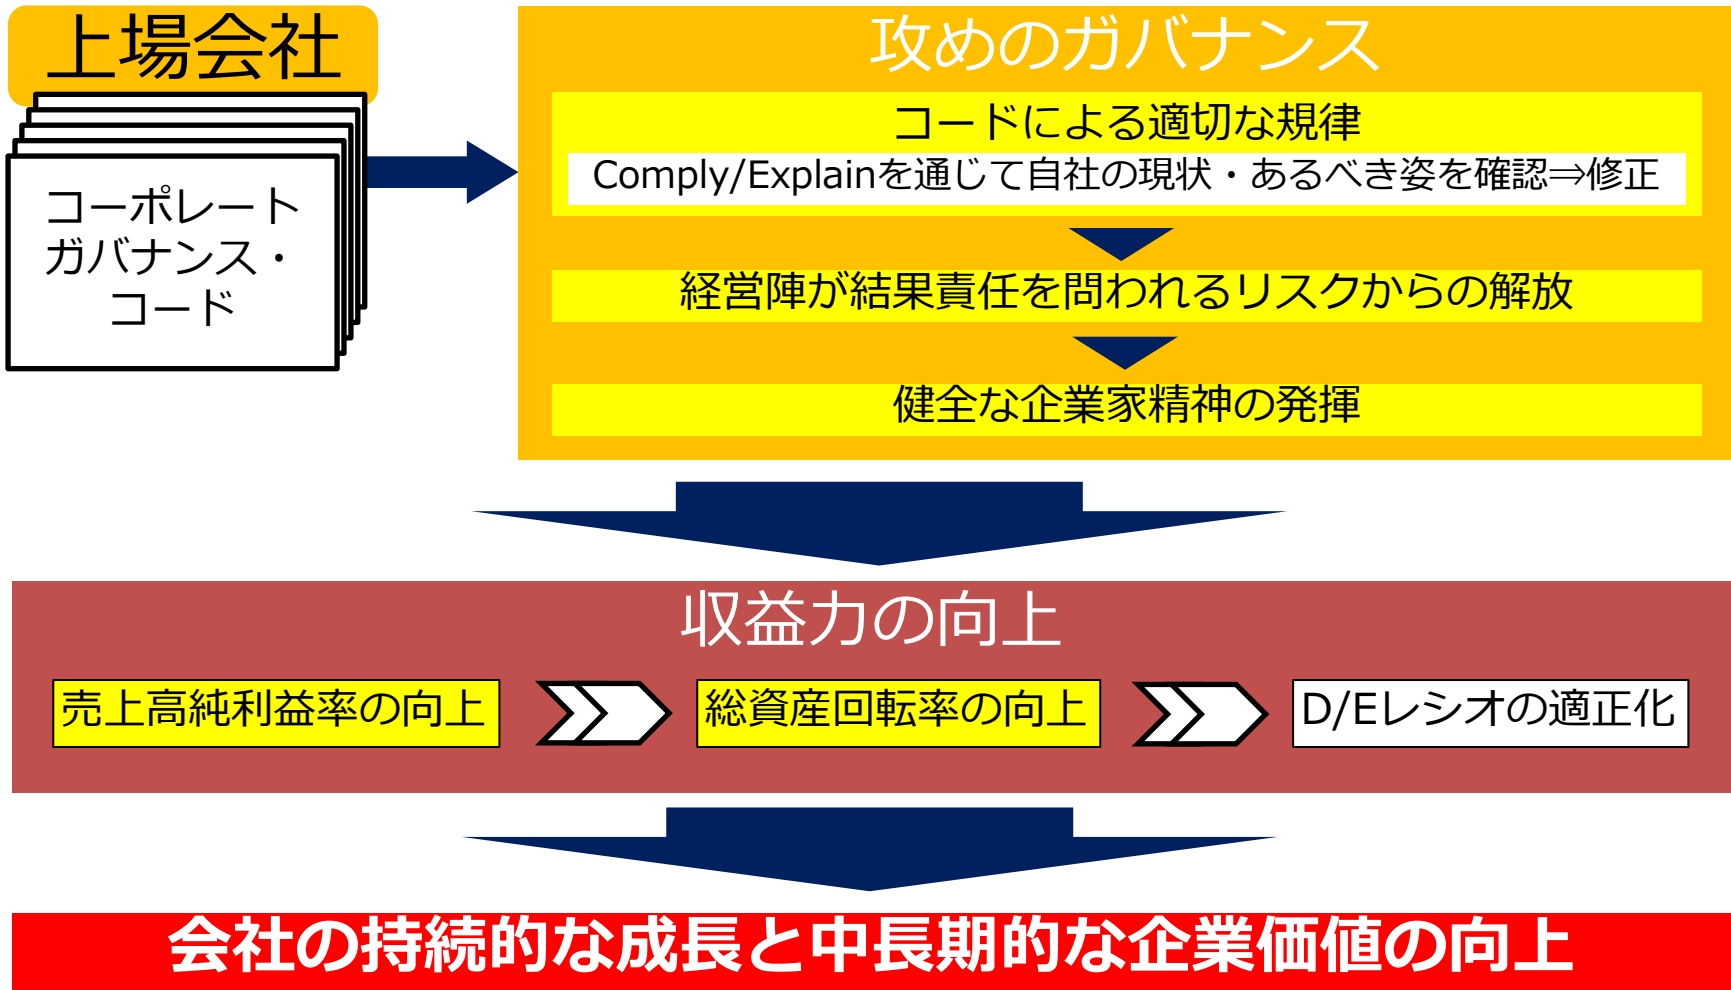 上場会社
コーポレート
ガバナンス・
コード
攻めのガバナンス
コードによる適切な規律
Comply/Explainを通じて自社の現状・あるべき姿を確認⇒修正
経営陣が結果責任を問われるリスクからの解放
健全な企業家精神の発揮
収益力の向上
売上高純利益率の向上
総資産回転率の向上
D/Eレシオの適正化
会社の持続的な成長と中長期的な企業価値の向上